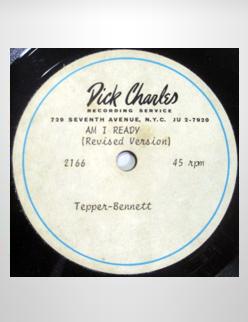 Dick Charles
RECORDING SERVICE
729 SEVENTH AVENUE, N.Y.C. JU 2-7920
AM I READY
(Revised Version)
2166 45 rpm
Tepper-Bennett